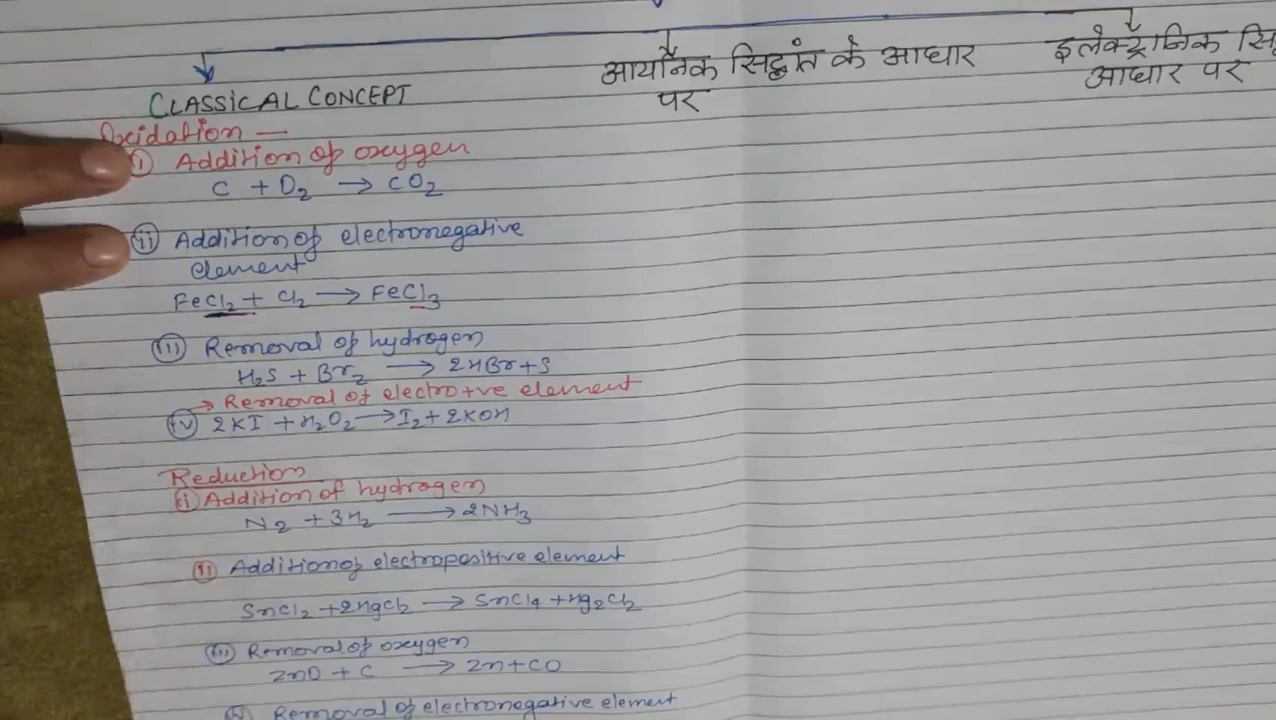 CLASSICAL CONCEPT
Oxidation —
(i) Addition of oxygen
C + O2 → CO2
(ii) Addition of electronegative
element
FeCl2 + Cl2 → FeCl3
(iii) Removal of hydrogen
H2S + Br2 → 2HBr + S
→ Removal of electro+ve element
(iv) 2KI + H2O2 → I2 + 2KOH
Reduction
(i) Addition of hydrogen
N2 + 3H2 → 2NH3
(ii) Addition of electropositive element
SnCl2 + 2HgCl2 → SnCl4 + Hg2Cl2
(iii) Removal of oxygen
ZnO + C → Zn + CO
Removal of electronegative element
आयनिक सिद्धांत के आधार
पर
इलेक्ट्रॉनिक
आधार पर